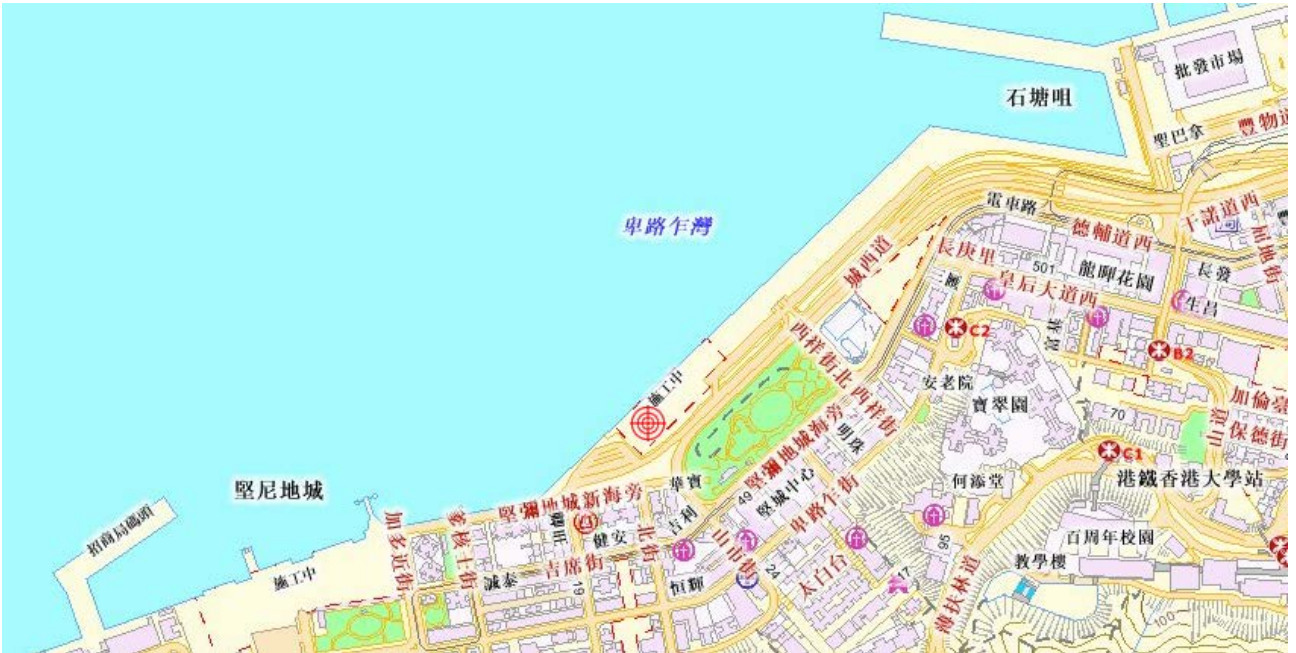 石塘咀
批發市場
聖巴拿
豐物道
卑路乍灣
電車路
德輔道西
干諾道西
屈地街
城西道
長庚里
501
龍暉花園
長發
皇后大道西
生昌
C2
B2
西祥街北
西祥街
安老院
寶翠園
加倫臺
施工中
70
山道
保德街
明珠
堅彌地城海旁
C1
港鐵香港大學站
華寶
49
堅城中心
何添堂
堅尼地城
招商局碼頭
堅彌地城新海旁
加多近街
爹核士街
健安
北街
吉利
山市街
卑路乍街
95
百周年校園
教學樓
施工中
誠泰
吉席街
19
恒輝
24
太白台
17
薄扶林道
100